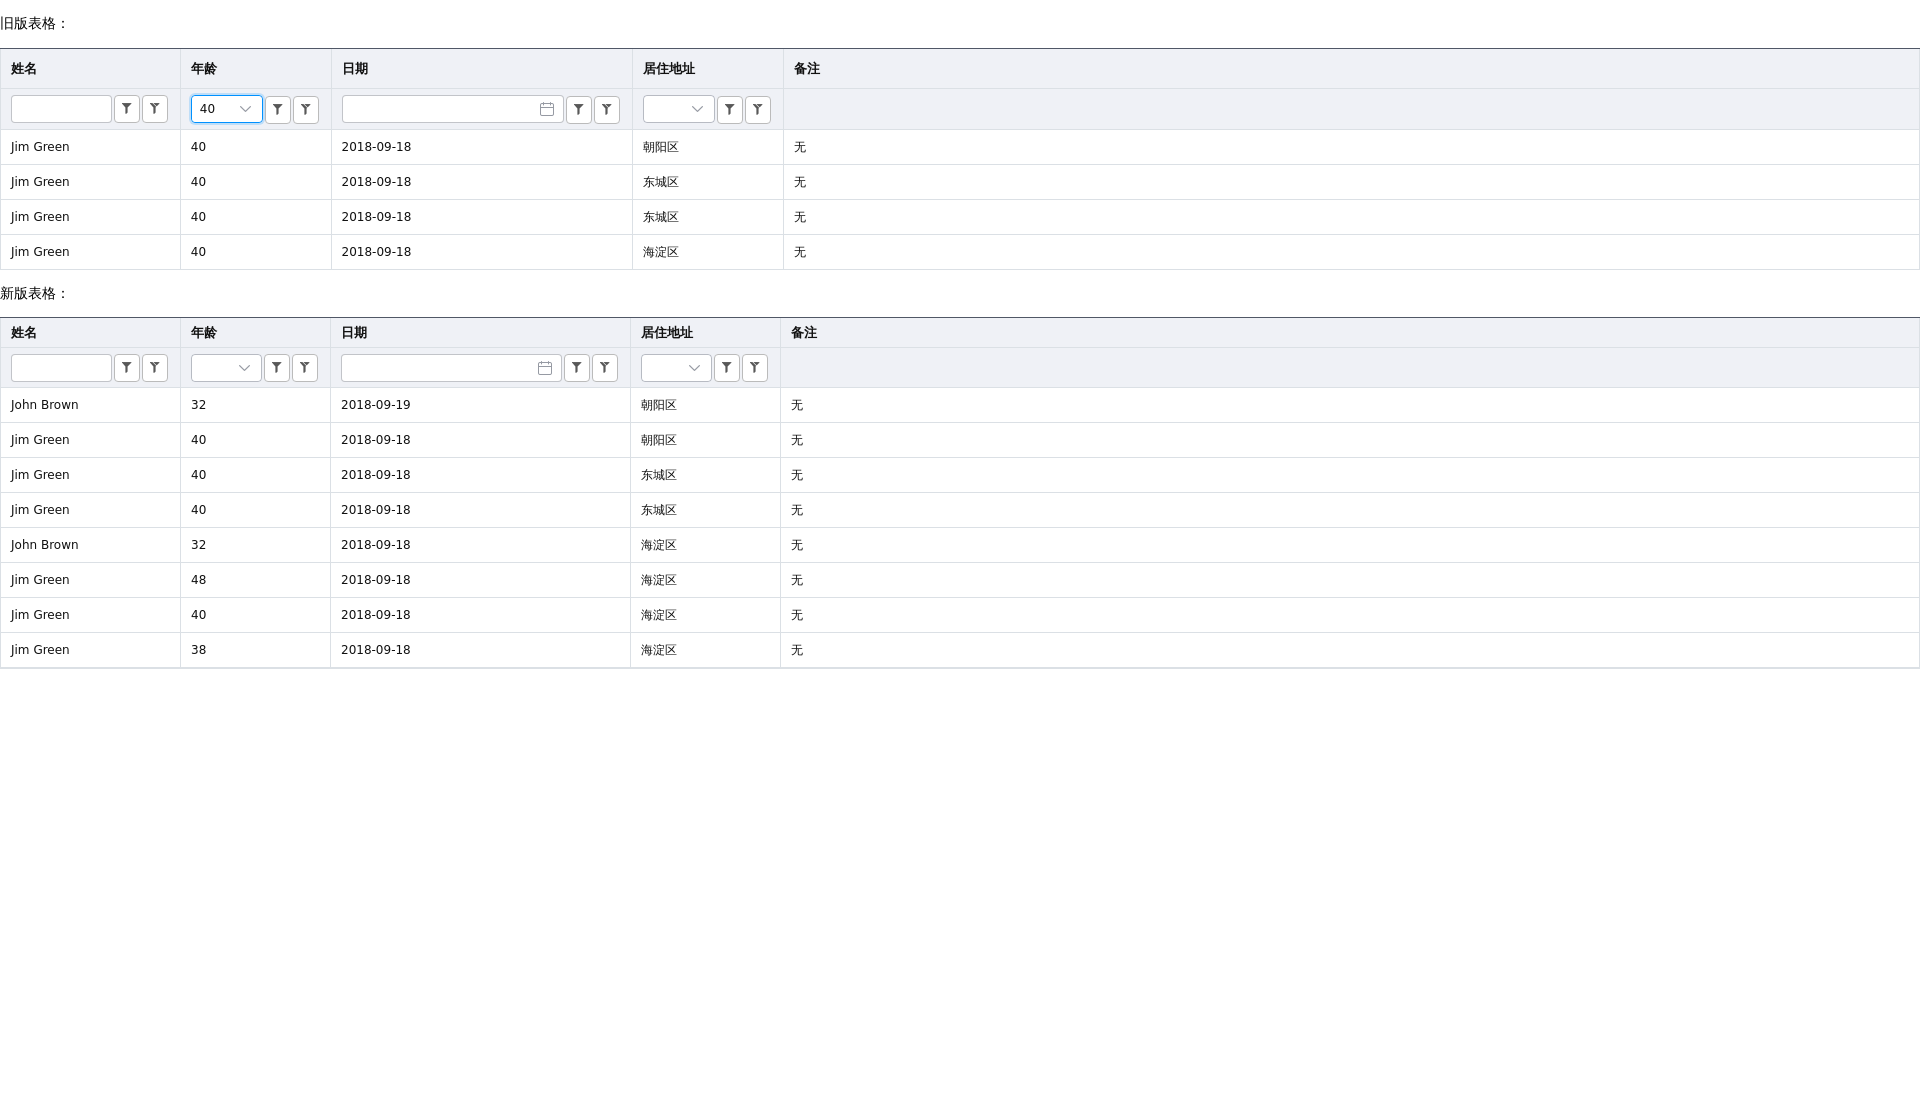 旧版表格：
姓名 年龄 日期 居住地址 备注
40
Jim Green 40 2018-09-18 朝阳区 无
Jim Green 40 2018-09-18 东城区 无
Jim Green 40 2018-09-18 东城区 无
Jim Green 40 2018-09-18 海淀区 无
新版表格：
姓名 年龄 日期 居住地址 备注
John Brown 32 2018-09-19 朝阳区 无
Jim Green 40 2018-09-18 朝阳区 无
Jim Green 40 2018-09-18 东城区 无
Jim Green 40 2018-09-18 东城区 无
John Brown 32 2018-09-18 海淀区 无
Jim Green 48 2018-09-18 海淀区 无
Jim Green 40 2018-09-18 海淀区 无
Jim Green 38 2018-09-18 海淀区 无